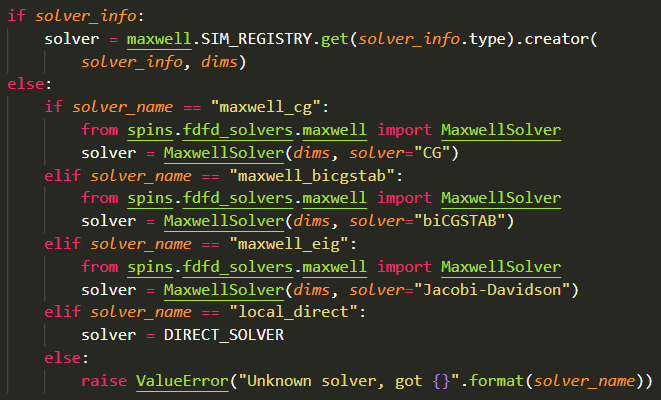 if solver_info:
    solver = maxwell.SIM_REGISTRY.get(solver_info.type).creator(
        solver_info, dims)
else:
    if solver_name == "maxwell_cg":
        from spins.fdfd_solvers.maxwell import MaxwellSolver
        solver = MaxwellSolver(dims, solver="CG")
    elif solver_name == "maxwell_bicgstab":
        from spins.fdfd_solvers.maxwell import MaxwellSolver
        solver = MaxwellSolver(dims, solver="biCGSTAB")
    elif solver_name == "maxwell_eig":
        from spins.fdfd_solvers.maxwell import MaxwellSolver
        solver = MaxwellSolver(dims, solver="Jacobi-Davidson")
    elif solver_name == "local_direct":
        solver = DIRECT_SOLVER
    else:
        raise ValueError("Unknown solver, got {}".format(solver_name))